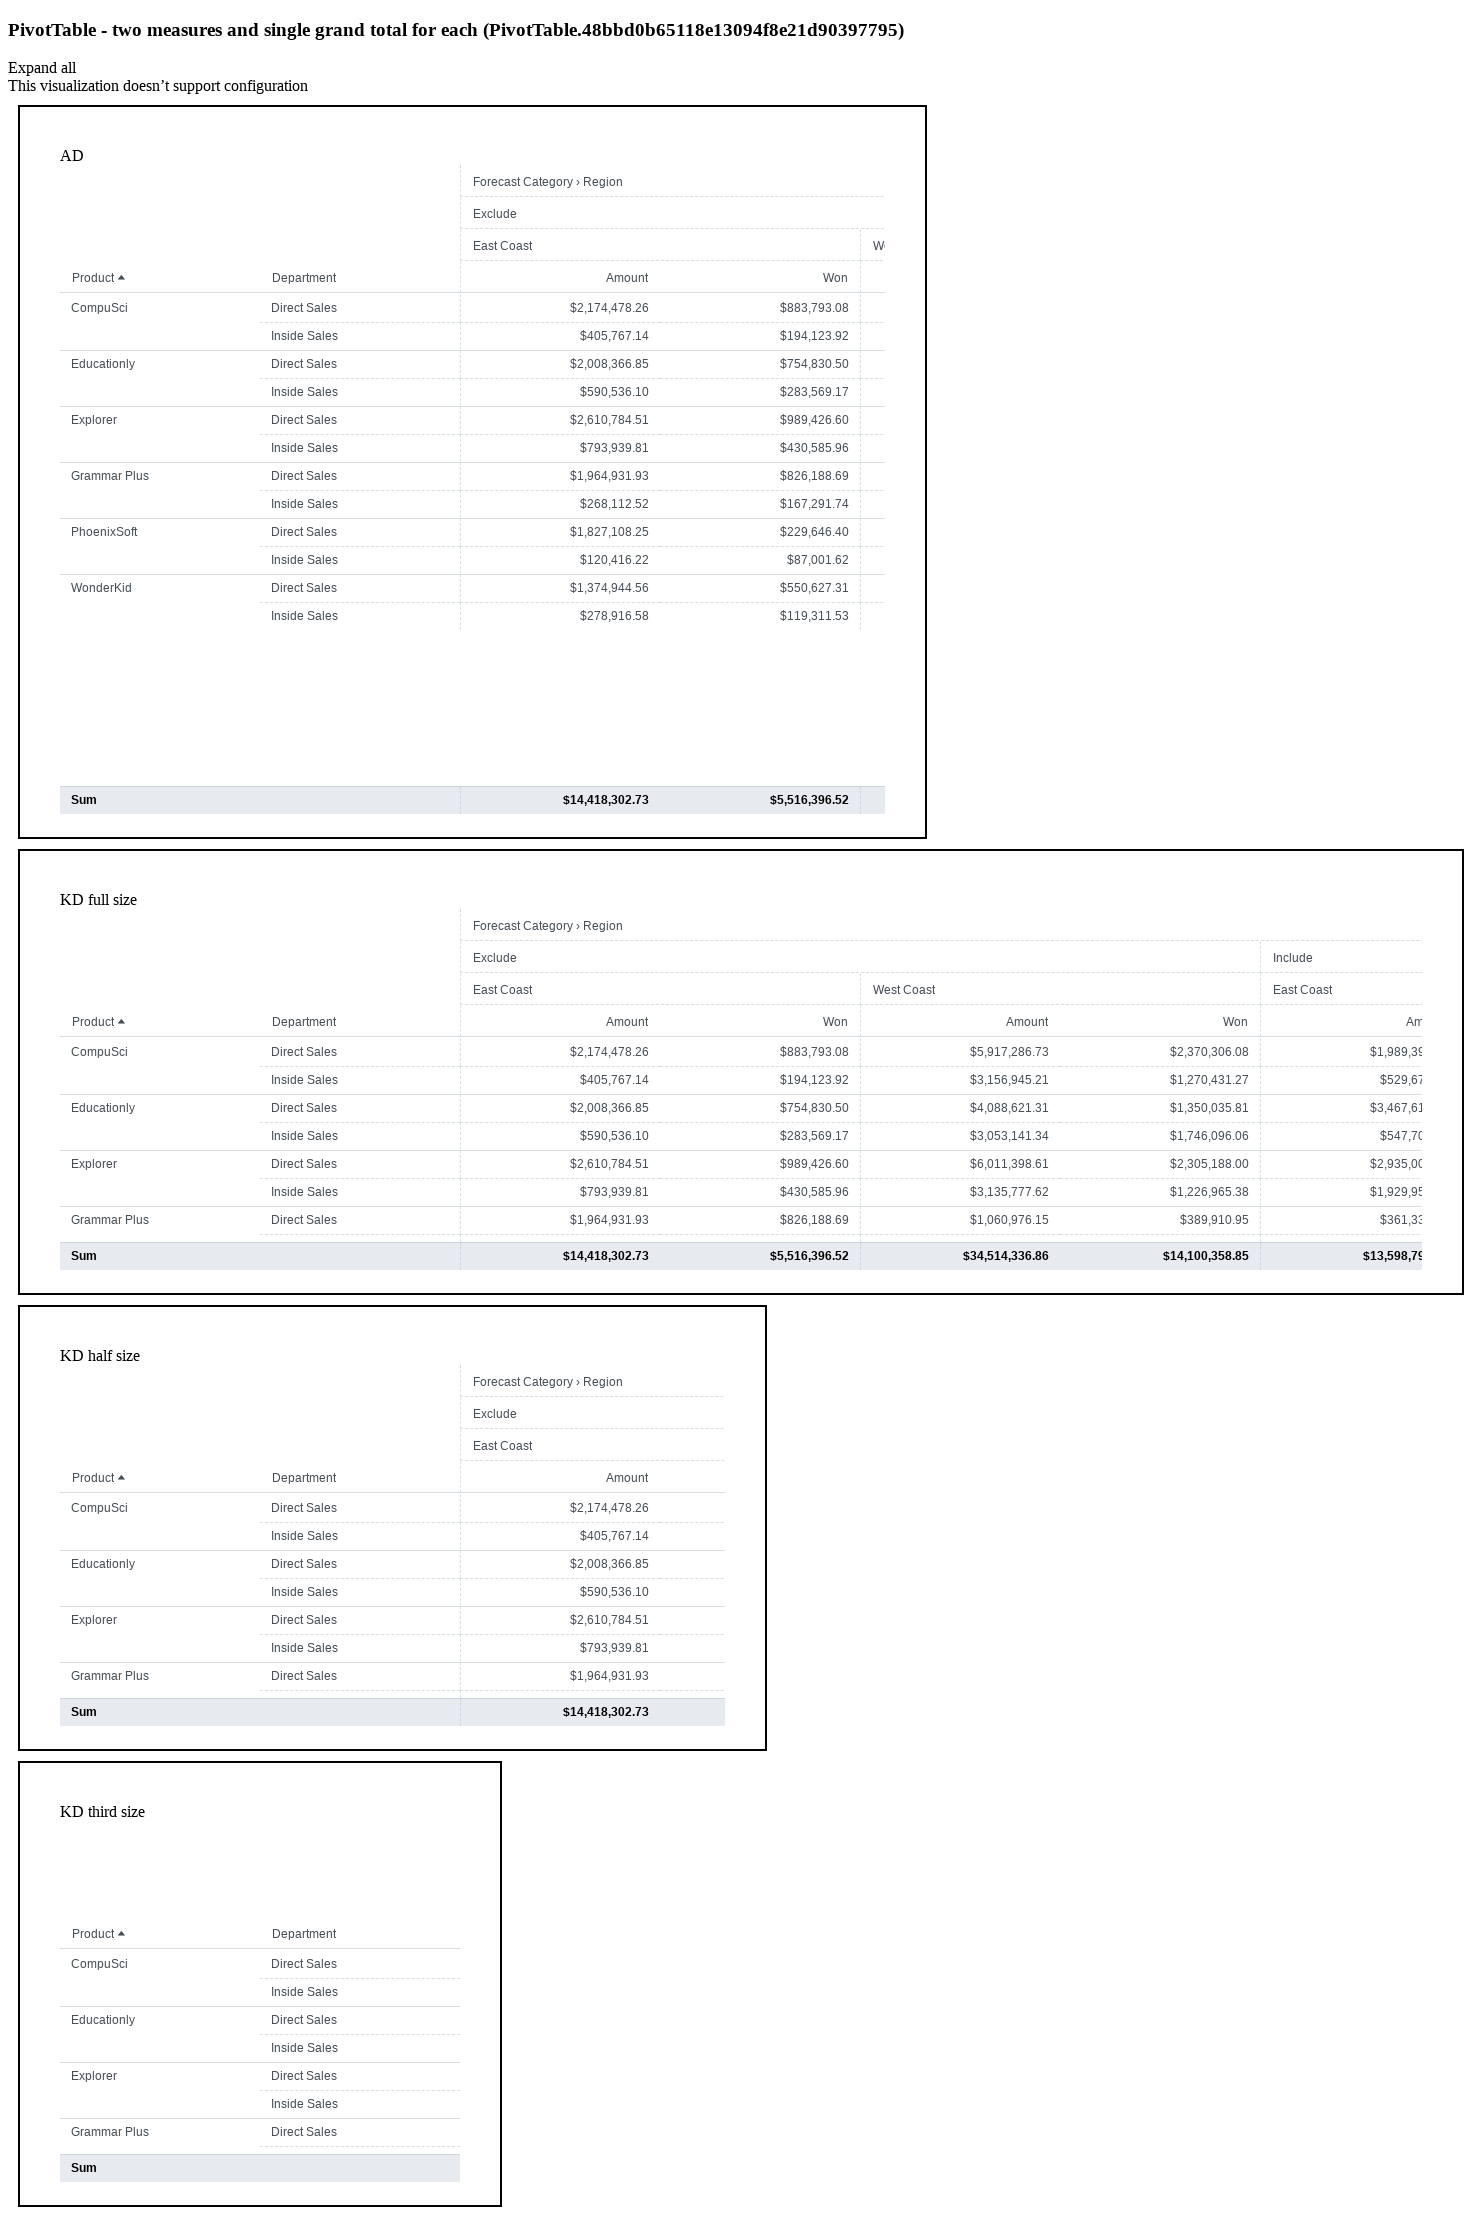 PivotTable - two measures and single grand total for each (PivotTable.48bbd0b65118e13094f8e21d90397795)
Expand all
This visualization doesn’t support configuration
AD
Forecast Category › Region
Exclude
East Coast
Product Department Amount Won
CompuSci Direct Sales $2,174,478.26 $883,793.08
Inside Sales $405,767.14 $194,123.92
Educationly Direct Sales $2,008,366.85 $754,830.50
Inside Sales $590,536.10 $283,569.17
Explorer Direct Sales $2,610,784.51 $989,426.60
Inside Sales $793,939.81 $430,585.96
Grammar Plus Direct Sales $1,964,931.93 $826,188.69
Inside Sales $268,112.52 $167,291.74
PhoenixSoft Direct Sales $1,827,108.25 $229,646.40
Inside Sales $120,416.22 $87,001.62
WonderKid Direct Sales $1,374,944.56 $550,627.31
Inside Sales $278,916.58 $119,311.53
Sum $14,418,302.73 $5,516,396.52
KD full size
Forecast Category › Region
Exclude Include
East Coast West Coast East Coast
Product Department Amount Won Amount Won Am
CompuSci Direct Sales $2,174,478.26 $883,793.08 $5,917,286.73 $2,370,306.08 $1,989,39
Inside Sales $405,767.14 $194,123.92 $3,156,945.21 $1,270,431.27 $529,67
Educationly Direct Sales $2,008,366.85 $754,830.50 $4,088,621.31 $1,350,035.81 $3,467,61
Inside Sales $590,536.10 $283,569.17 $3,053,141.34 $1,746,096.06 $547,70
Explorer Direct Sales $2,610,784.51 $989,426.60 $6,011,398.61 $2,305,188.00 $2,935,00
Inside Sales $793,939.81 $430,585.96 $3,135,777.62 $1,226,965.38 $1,929,95
Grammar Plus Direct Sales $1,964,931.93 $826,188.69 $1,060,976.15 $389,910.95 $361,33
Sum $14,418,302.73 $5,516,396.52 $34,514,336.86 $14,100,358.85 $13,598,79
KD half size
Forecast Category › Region
Exclude
East Coast
Product Department Amount
CompuSci Direct Sales $2,174,478.26
Inside Sales $405,767.14
Educationly Direct Sales $2,008,366.85
Inside Sales $590,536.10
Explorer Direct Sales $2,610,784.51
Inside Sales $793,939.81
Grammar Plus Direct Sales $1,964,931.93
Sum $14,418,302.73
KD third size
Product Department
CompuSci Direct Sales
Inside Sales
Educationly Direct Sales
Inside Sales
Explorer Direct Sales
Inside Sales
Grammar Plus Direct Sales
Sum